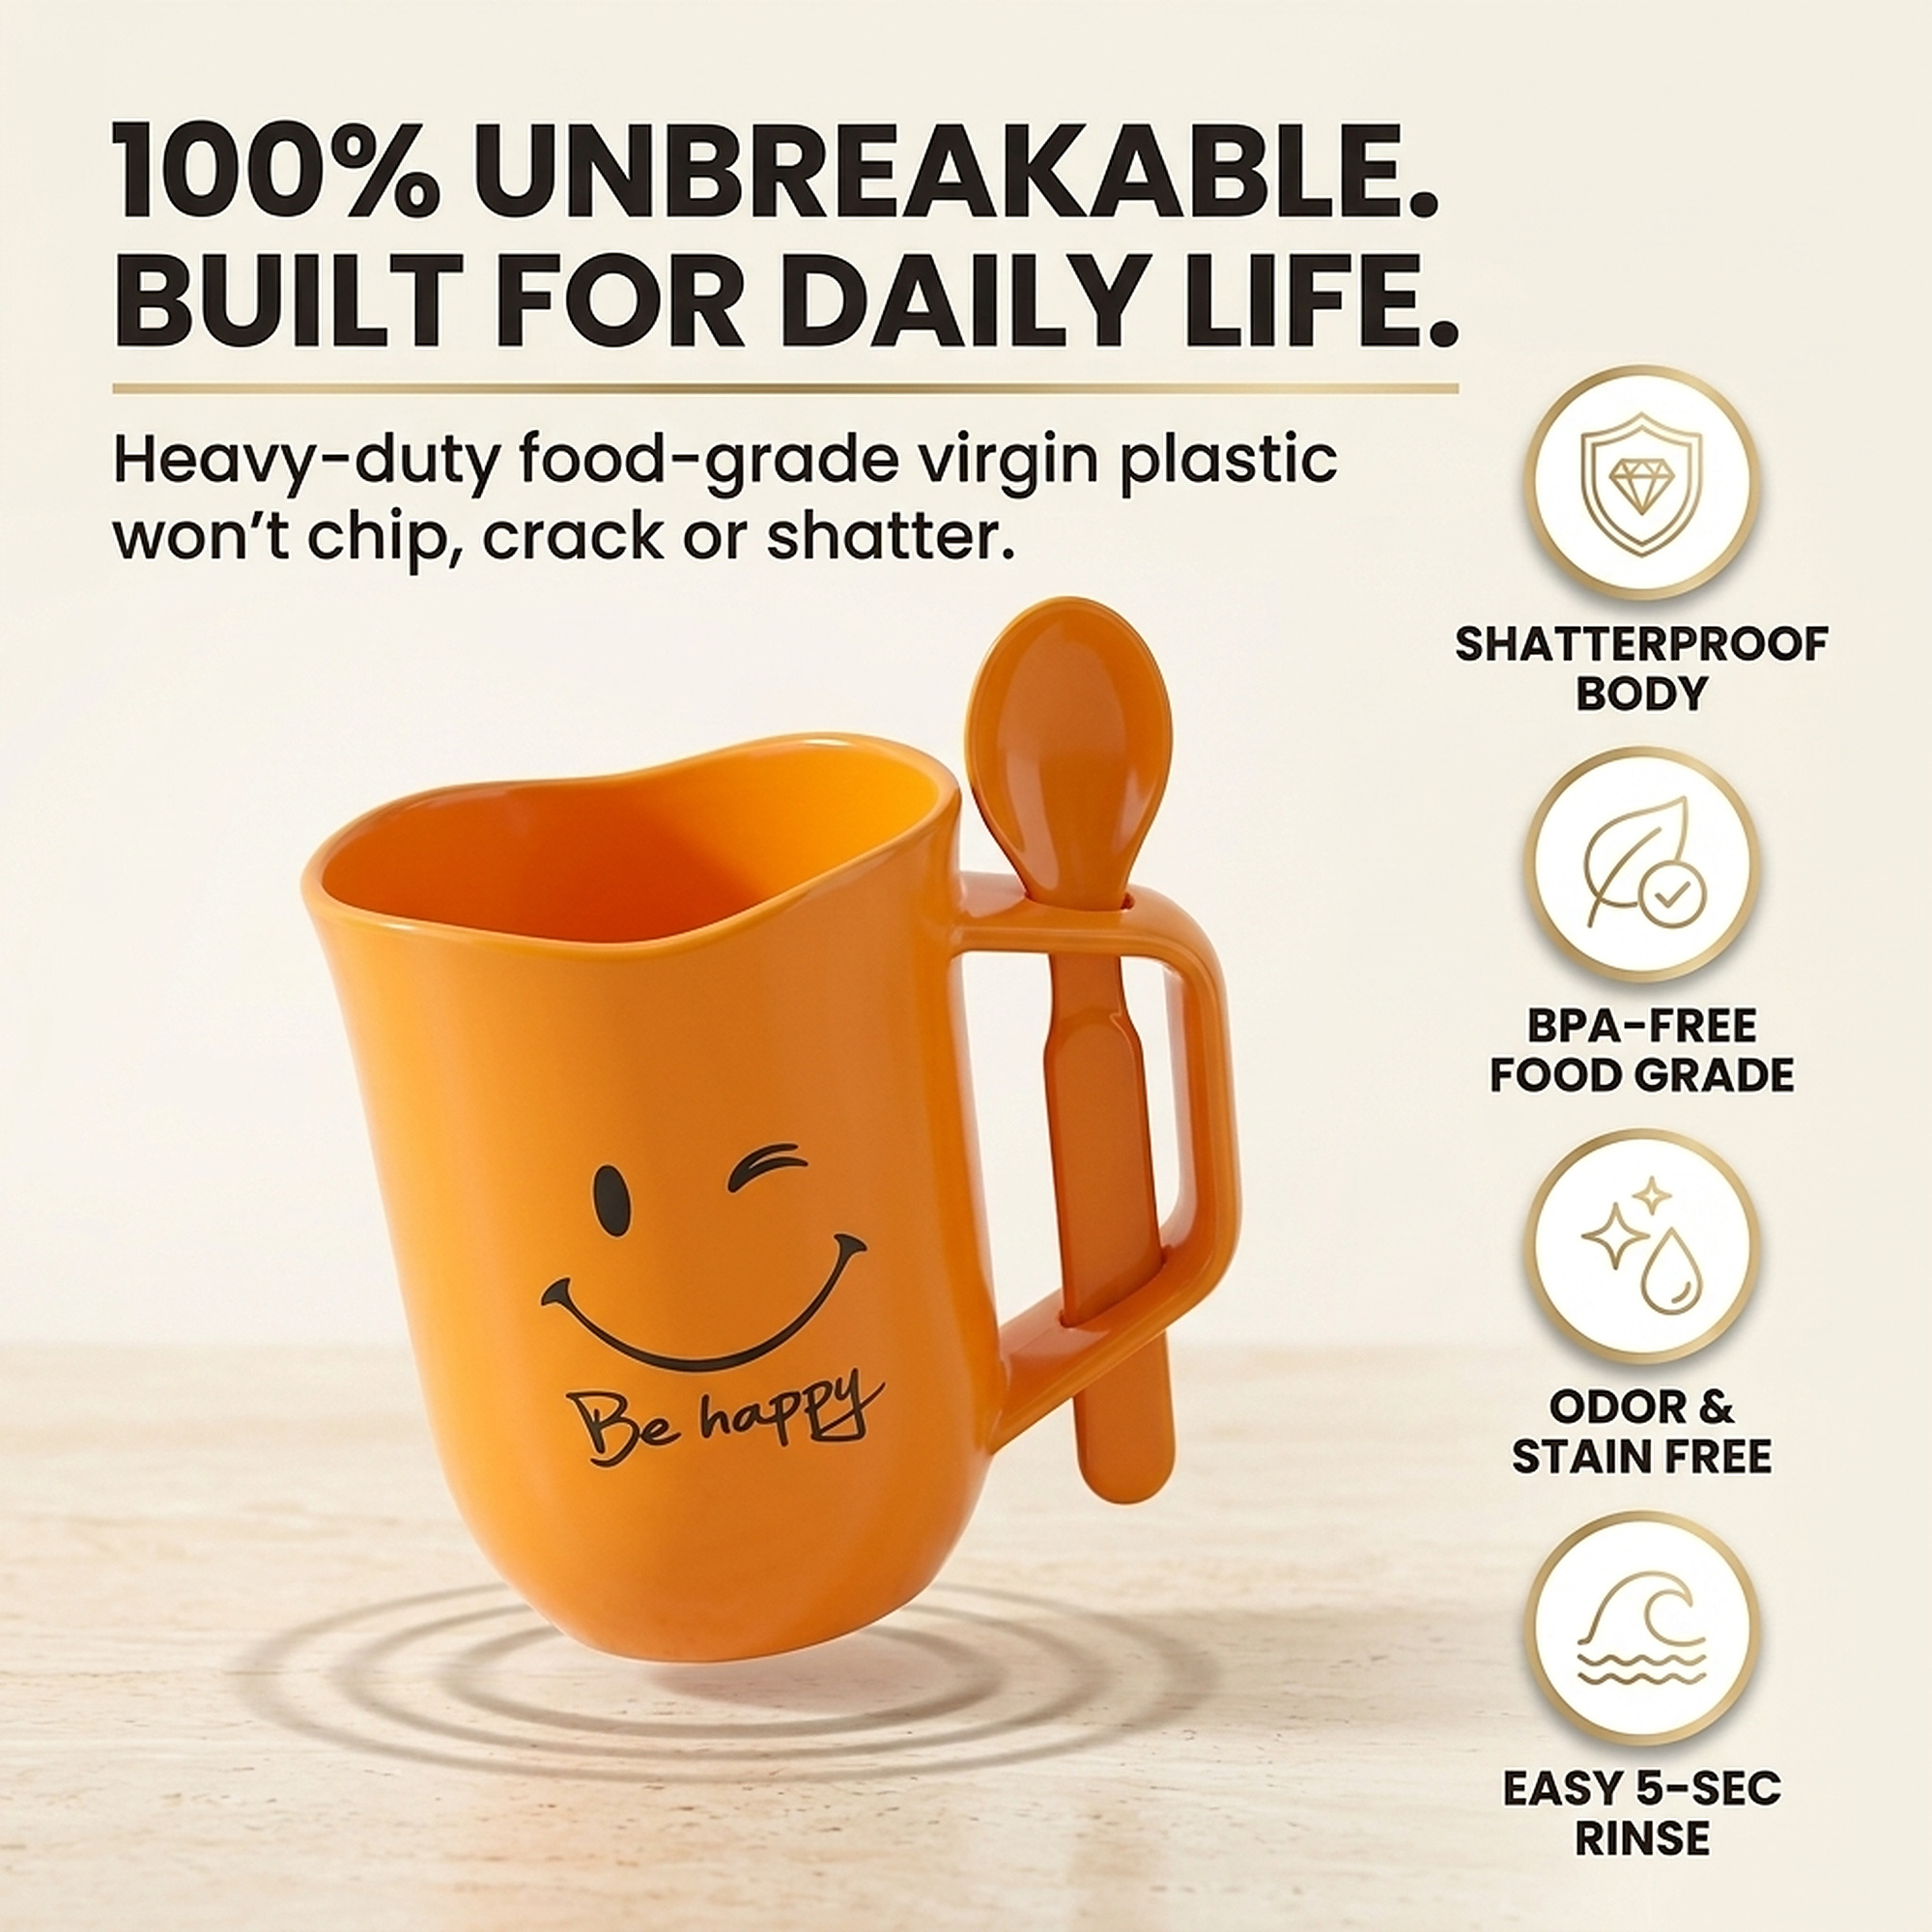 100% UNBREAKABLE.
BUILT FOR DAILY LIFE.
Heavy-duty food-grade virgin plastic
won’t chip, crack or shatter.
SHATTERPROOF
BODY
BPA-FREE
FOOD GRADE
ODOR &
STAIN FREE
EASY 5-SEC
RINSE
Be happy